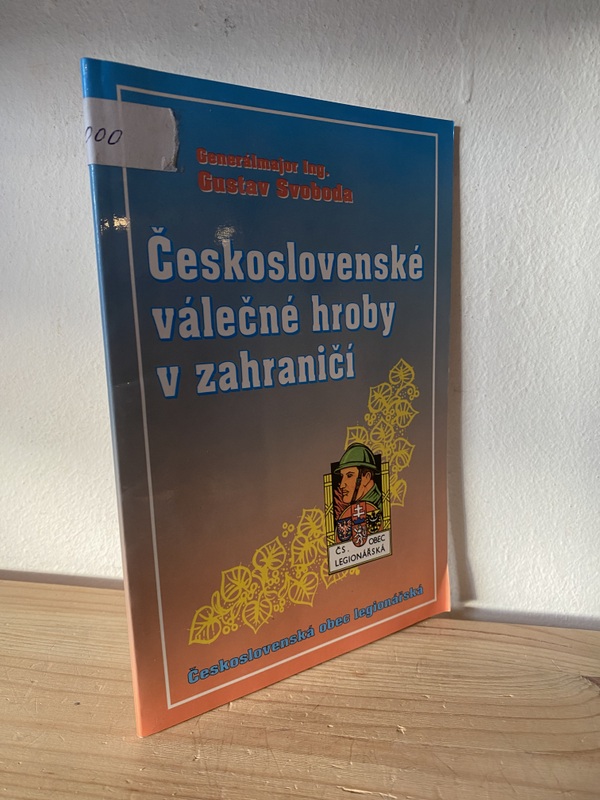 000
Generálmajor Ing.
Gustav Svoboda
Československé
válečné hroby
v zahraničí
ČS. OBEC
LEGIONÁŘSKÁ
Československá obec legionářská